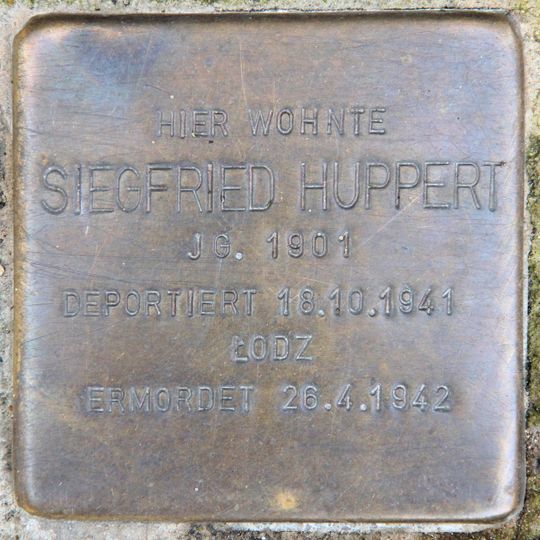 HIER WOHNTE
SIEGFRIED HUPPERT
JG. 1901
DEPORTIERT 18.10.1941
ŁODZ
ERMORDET 26.4.1942